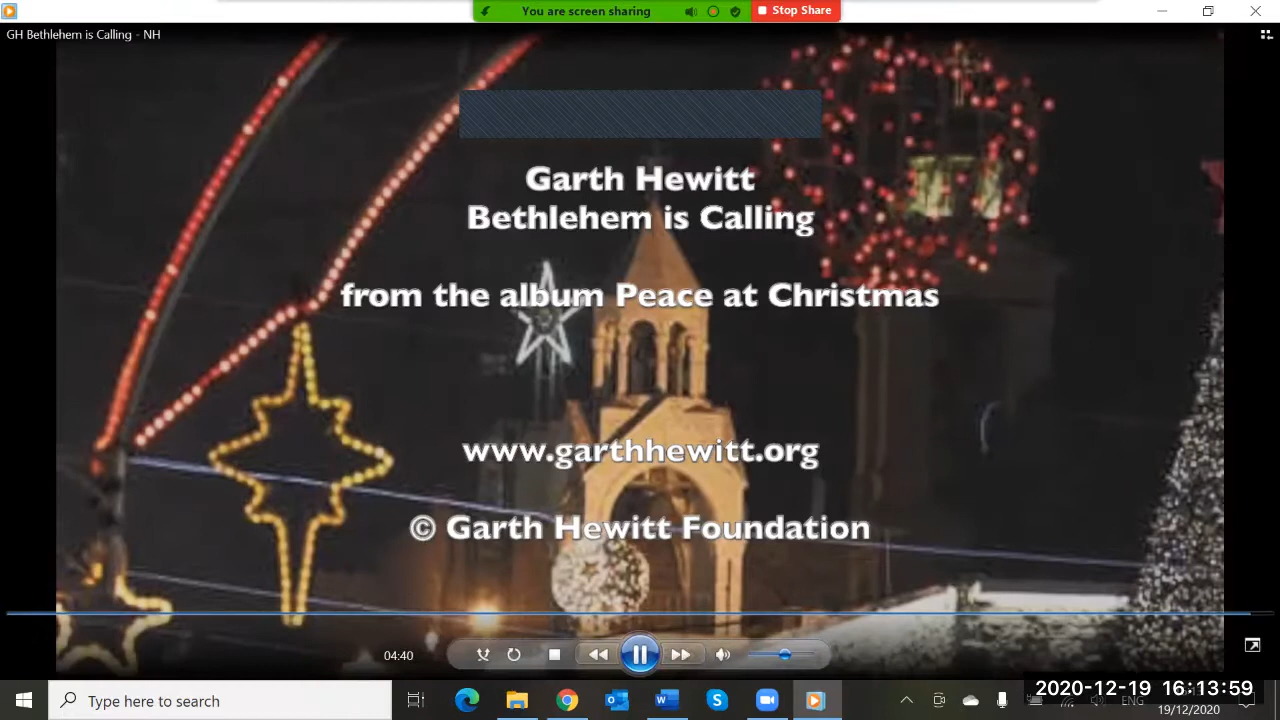 You are screen sharing
Stop Share
GH Bethlehem is Calling - NH
Garth Hewitt
Bethlehem is Calling
from the album Peace at Christmas
www.garthhewitt.org
© Garth Hewitt Foundation
04:40
Type here to search
ENG
2020-12-19 16:13:59
19/12/2020